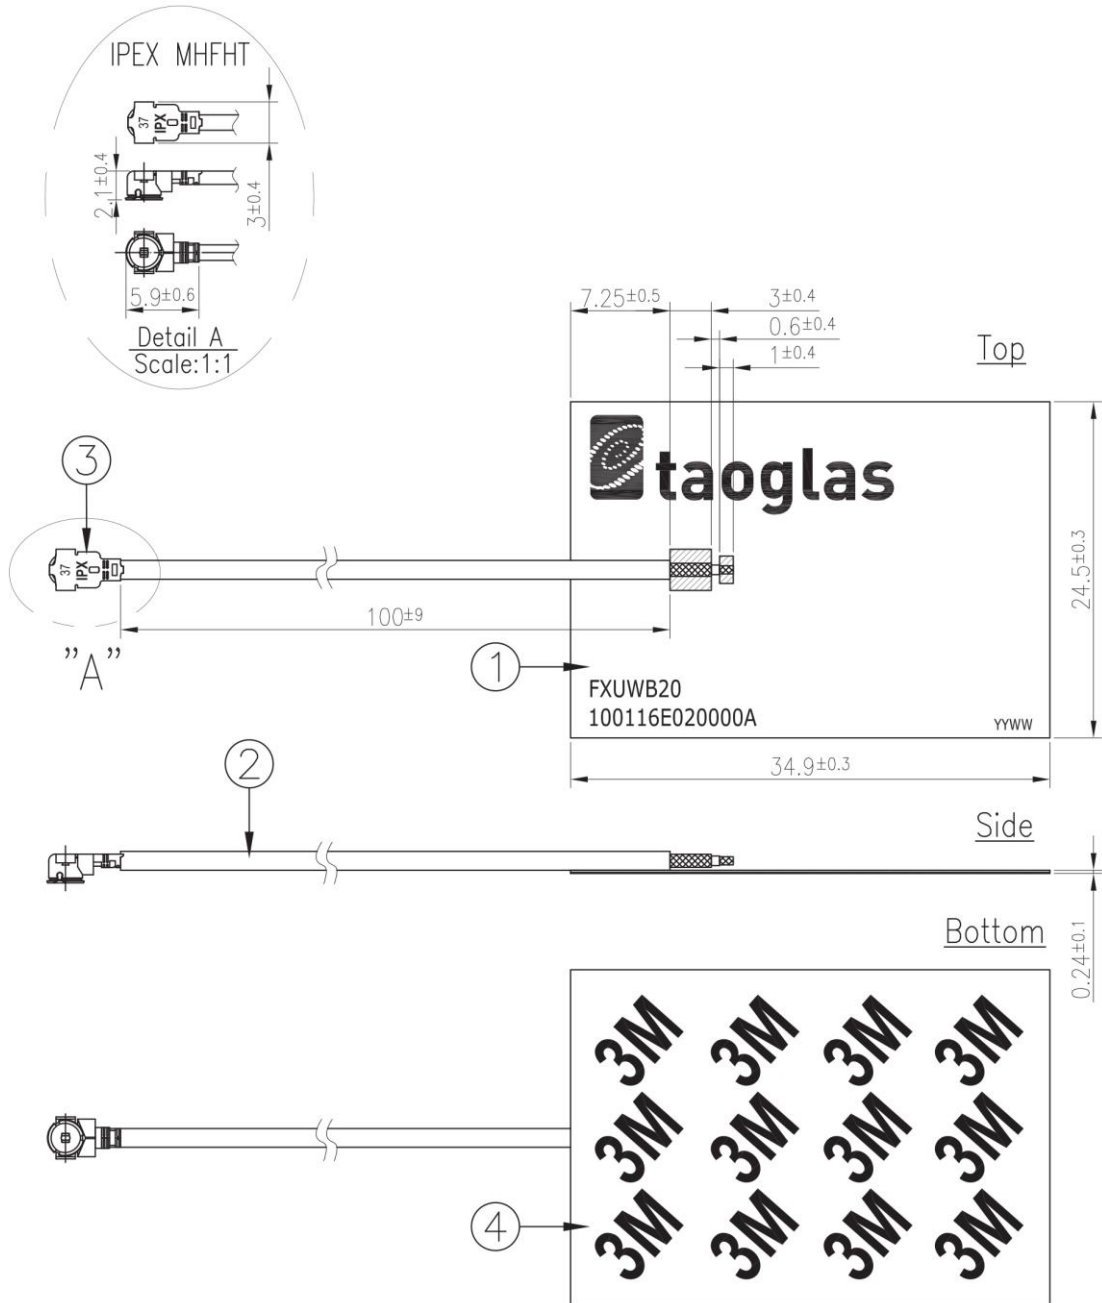 IPEX MHFHT
37
IPX
2.1±0.4
3±0.4
5.9±0.6
Detail A
Scale:1:1
7.25±0.5
3±0.4
0.6±0.4
1±0.4
Top
taoglas
3
37
IPX
100±9
"A"
1
FXUWB20
100116E020000A
YYWW
24.5±0.3
34.9±0.3
2
Side
0.24±0.1
Bottom
3M 3M 3M 3M
3M 3M 3M 3M
3M 3M 3M 3M
4